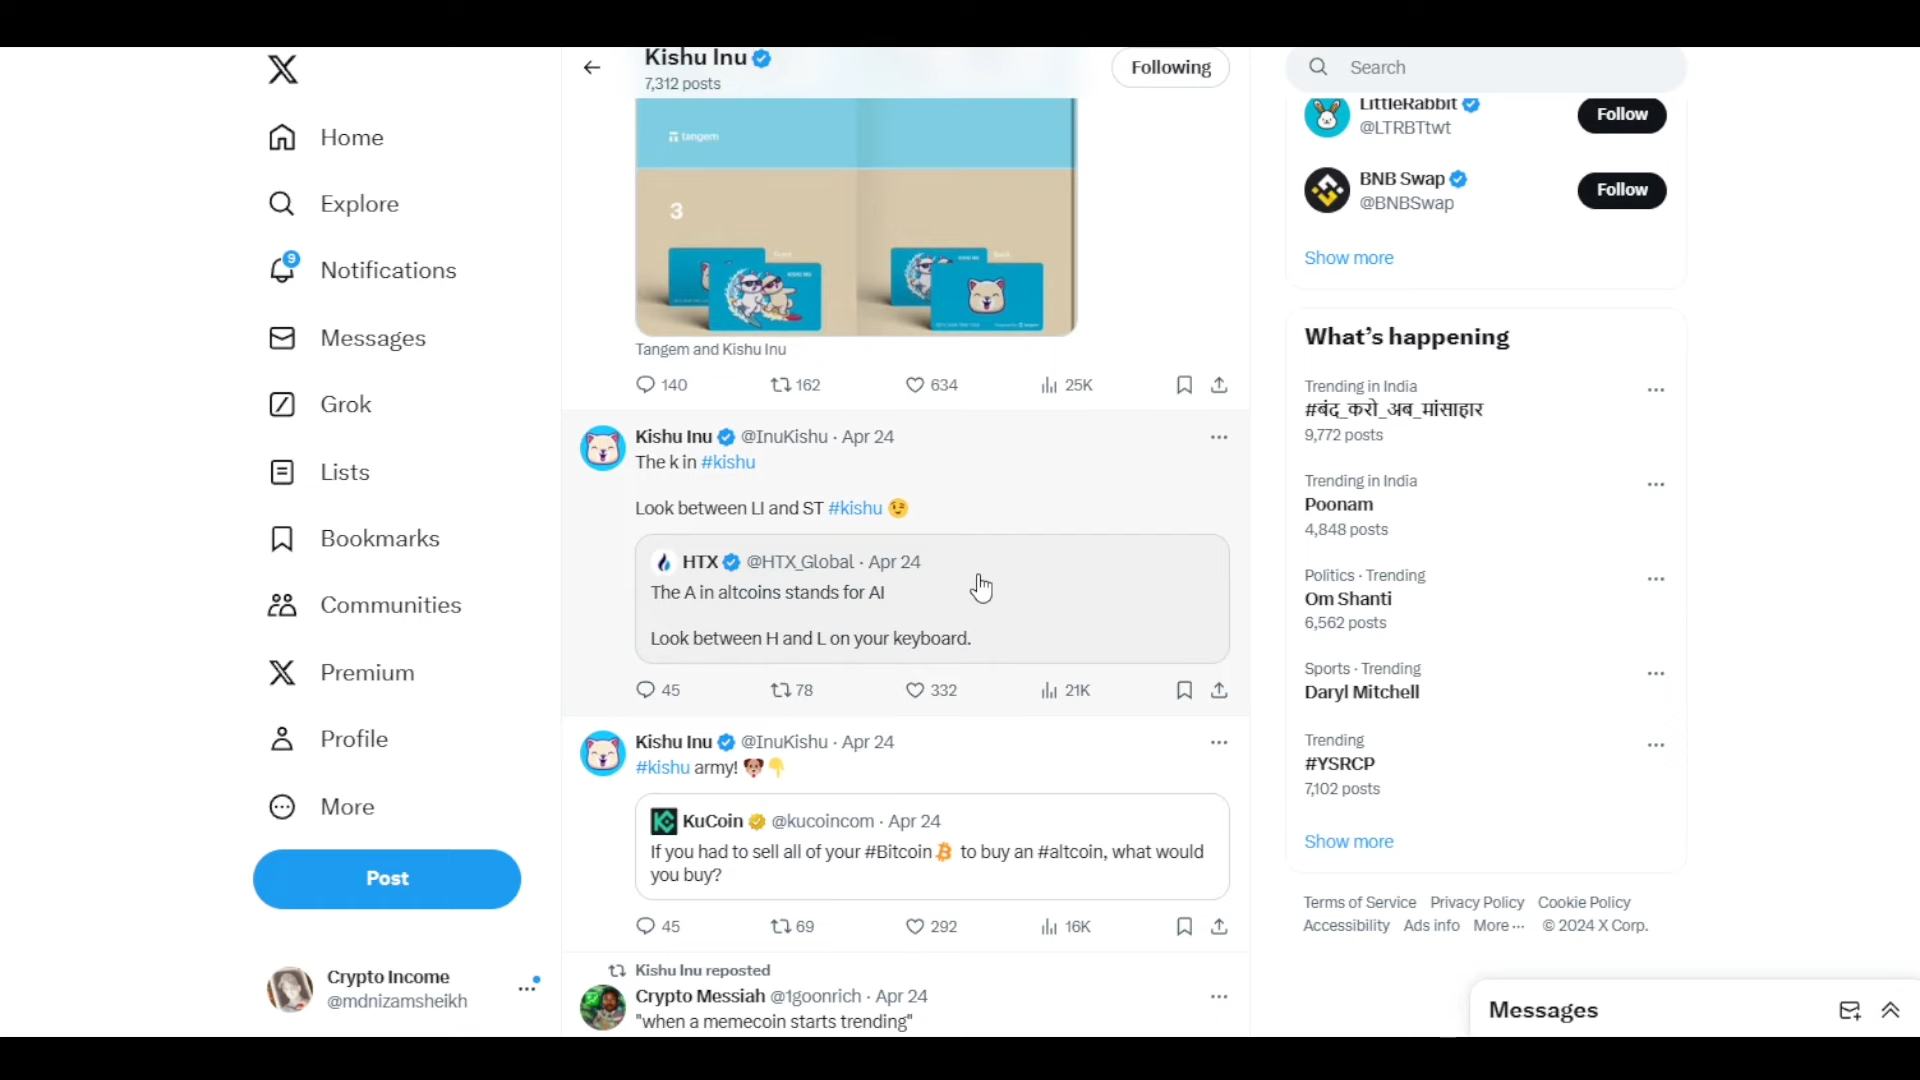 Home
Explore
9
Notifications
Messages
Grok
Lists
Bookmarks
Communities
Premium
Profile
More
Post
Crypto Income
@mdnizamsheikh
Kishu Inu
7,312 posts
Following
tangem
3
Tangem and Kishu Inu
140 162 634 25K
Kishu Inu @InuKishu · Apr 24
The k in #kishu
Look between LI and ST #kishu 😉
HTX @HTX_Global · Apr 24
The A in altcoins stands for AI
Look between H and L on your keyboard.
45 78 332 21K
Kishu Inu @InuKishu · Apr 24
#kishu army! 🐶👇
KuCoin @kucoincom · Apr 24
If you had to sell all of your #Bitcoin to buy an #altcoin, what would
you buy?
45 69 292 16K
Kishu Inu reposted
Crypto Messiah @1goonrich · Apr 24
"when a memecoin starts trending"
Search
LittleRabbit
@LTRBTtwt
Follow
BNB Swap
@BNBSwap
Follow
Show more
What's happening
Trending in India
#बंद_करो_अब_मांसाहार
9,772 posts
Trending in India
Poonam
4,848 posts
Politics · Trending
Om Shanti
6,562 posts
Sports · Trending
Daryl Mitchell
Trending
#YSRCP
7,102 posts
Show more
Terms of Service Privacy Policy Cookie Policy
Accessibility Ads info More ··· © 2024 X Corp.
Messages